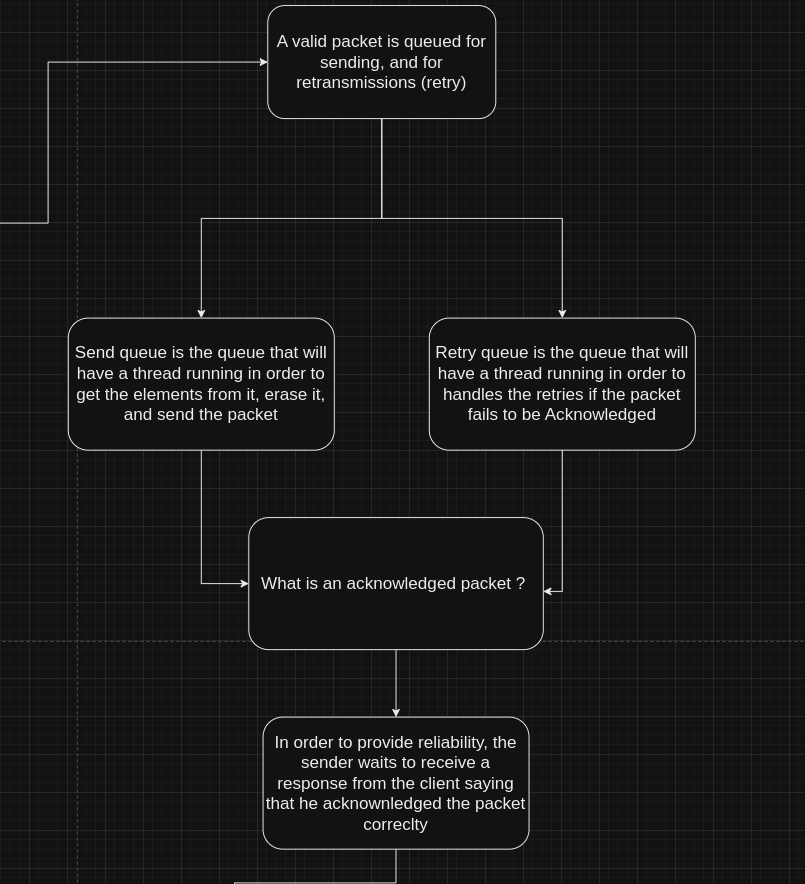 A valid packet is queued for
sending, and for
retransmissions (retry)
Send queue is the queue that will
have a thread running in order to
get the elements from it, erase it,
and send the packet
Retry queue is the queue that will
have a thread running in order to
handles the retries if the packet
fails to be Acknowledged
What is an acknowledged packet ?
In order to provide reliability, the
sender waits to receive a
response from the client saying
that he acknownledged the packet
correclty